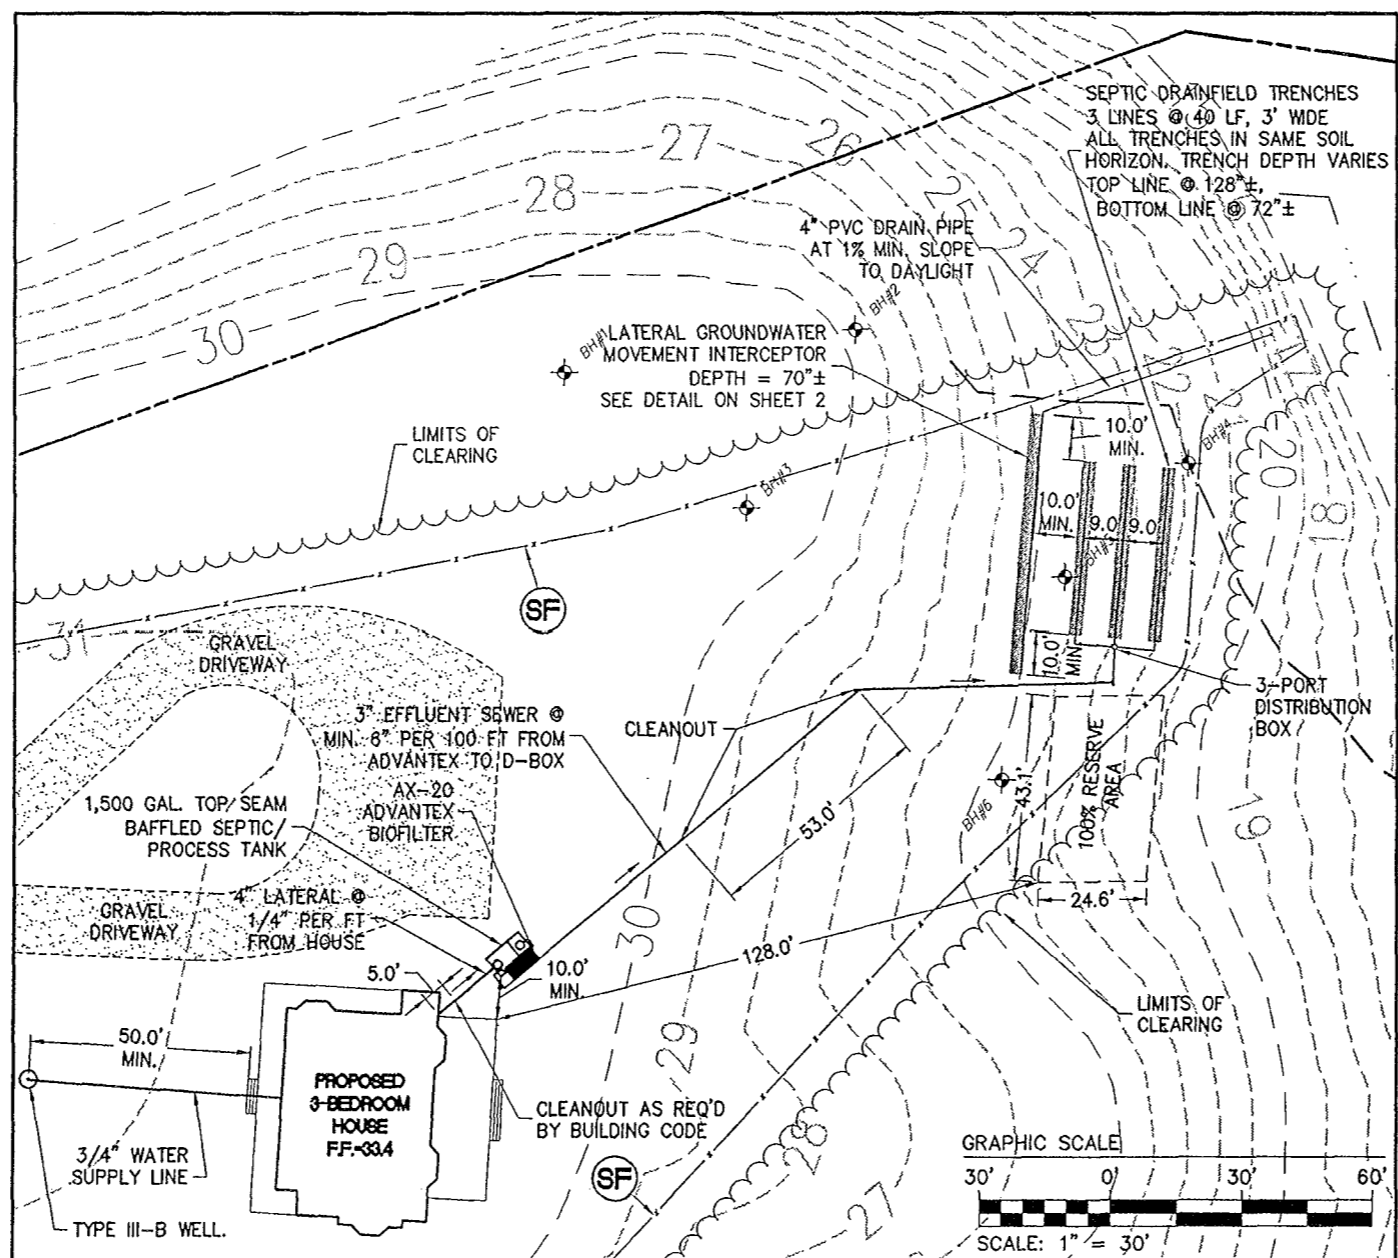 SEPTIC DRAINFIELD TRENCHES
3 LINES @ 40 LF, 3' WIDE
ALL TRENCHES IN SAME SOIL
HORIZON, TRENCH DEPTH VARIES
TOP LINE @ 128"±,
BOTTOM LINE @ 72"±
26
27
28
29
30
25
24
23
22
21
4" PVC DRAIN PIPE
AT 1% MIN. SLOPE
TO DAYLIGHT
BH#2
BH#1
LATERAL GROUNDWATER
MOVEMENT INTERCEPTOR
DEPTH = 70"±
SEE DETAIL ON SHEET 2
LIMITS OF
CLEARING
10.0'
MIN.
BH#4
20
18
BH#3
10.0'
MIN.
9.0'
9.0'
SF
31
GRAVEL
DRIVEWAY
10.0'
MIN.
3-PORT
DISTRIBUTION
BOX
3" EFFLUENT SEWER @
MIN. 6" PER 100 FT FROM
ADVANTEX TO D-BOX
CLEANOUT
AX-20
ADVANTEX
BIOFILTER
1,500 GAL. TOP SEAM
BAFFLED SEPTIC/
PROCESS TANK
53.0'
BH#6
43.1'
100% RESERVE
AREA
19
24.6'
GRAVEL
DRIVEWAY
4" LATERAL @
1/4" PER FT
FROM HOUSE
30
128.0'
5.0'
10.0'
MIN.
LIMITS OF
CLEARING
50.0'
MIN.
29
PROPOSED
3-BEDROOM
HOUSE
F.F.=33.4
CLEANOUT AS REQ'D
BY BUILDING CODE
28
3/4" WATER
SUPPLY LINE
SF
27
TYPE III-B WELL.
GRAPHIC SCALE
30' 0' 30' 60'
SCALE: 1" = 30'